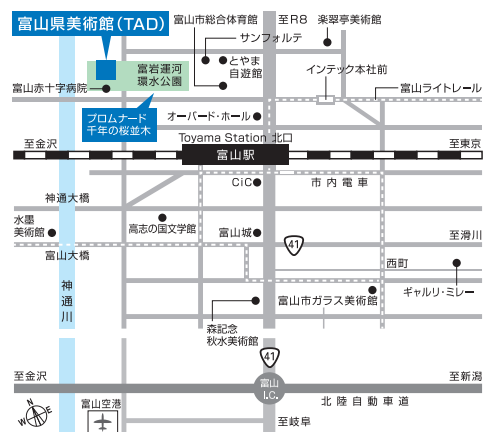 富山県美術館(TAD)
富山市総合体育館
至R8
楽翠亭美術館
サンフォルテ
とやま
自遊館
富岩運河
環水公園
インテック本社前
富山赤十字病院
富山ライトレール
プロムナード
千年の桜並木
オーバード・ホール
至金沢
Toyama Station 北口
富山駅
至東京
CiC
市内電車
神通大橋
水墨
美術館
高志の国文学館
富山城
41
至滑川
富山大橋
西町
神通川
富山市ガラス美術館
ギャルリ・ミレー
森記念
秋水美術館
41
至金沢
富山
I.C.
至新潟
北陸自動車道
N
W
E
S
富山空港
至岐阜